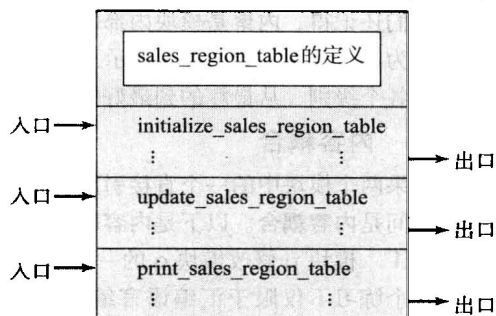 sales_region_table的定义
入口 initialize_sales_region_table
⋮ ⋮ 出口
入口 update_sales_region_table
⋮ ⋮ 出口
入口 print_sales_region_table
⋮ ⋮ 出口